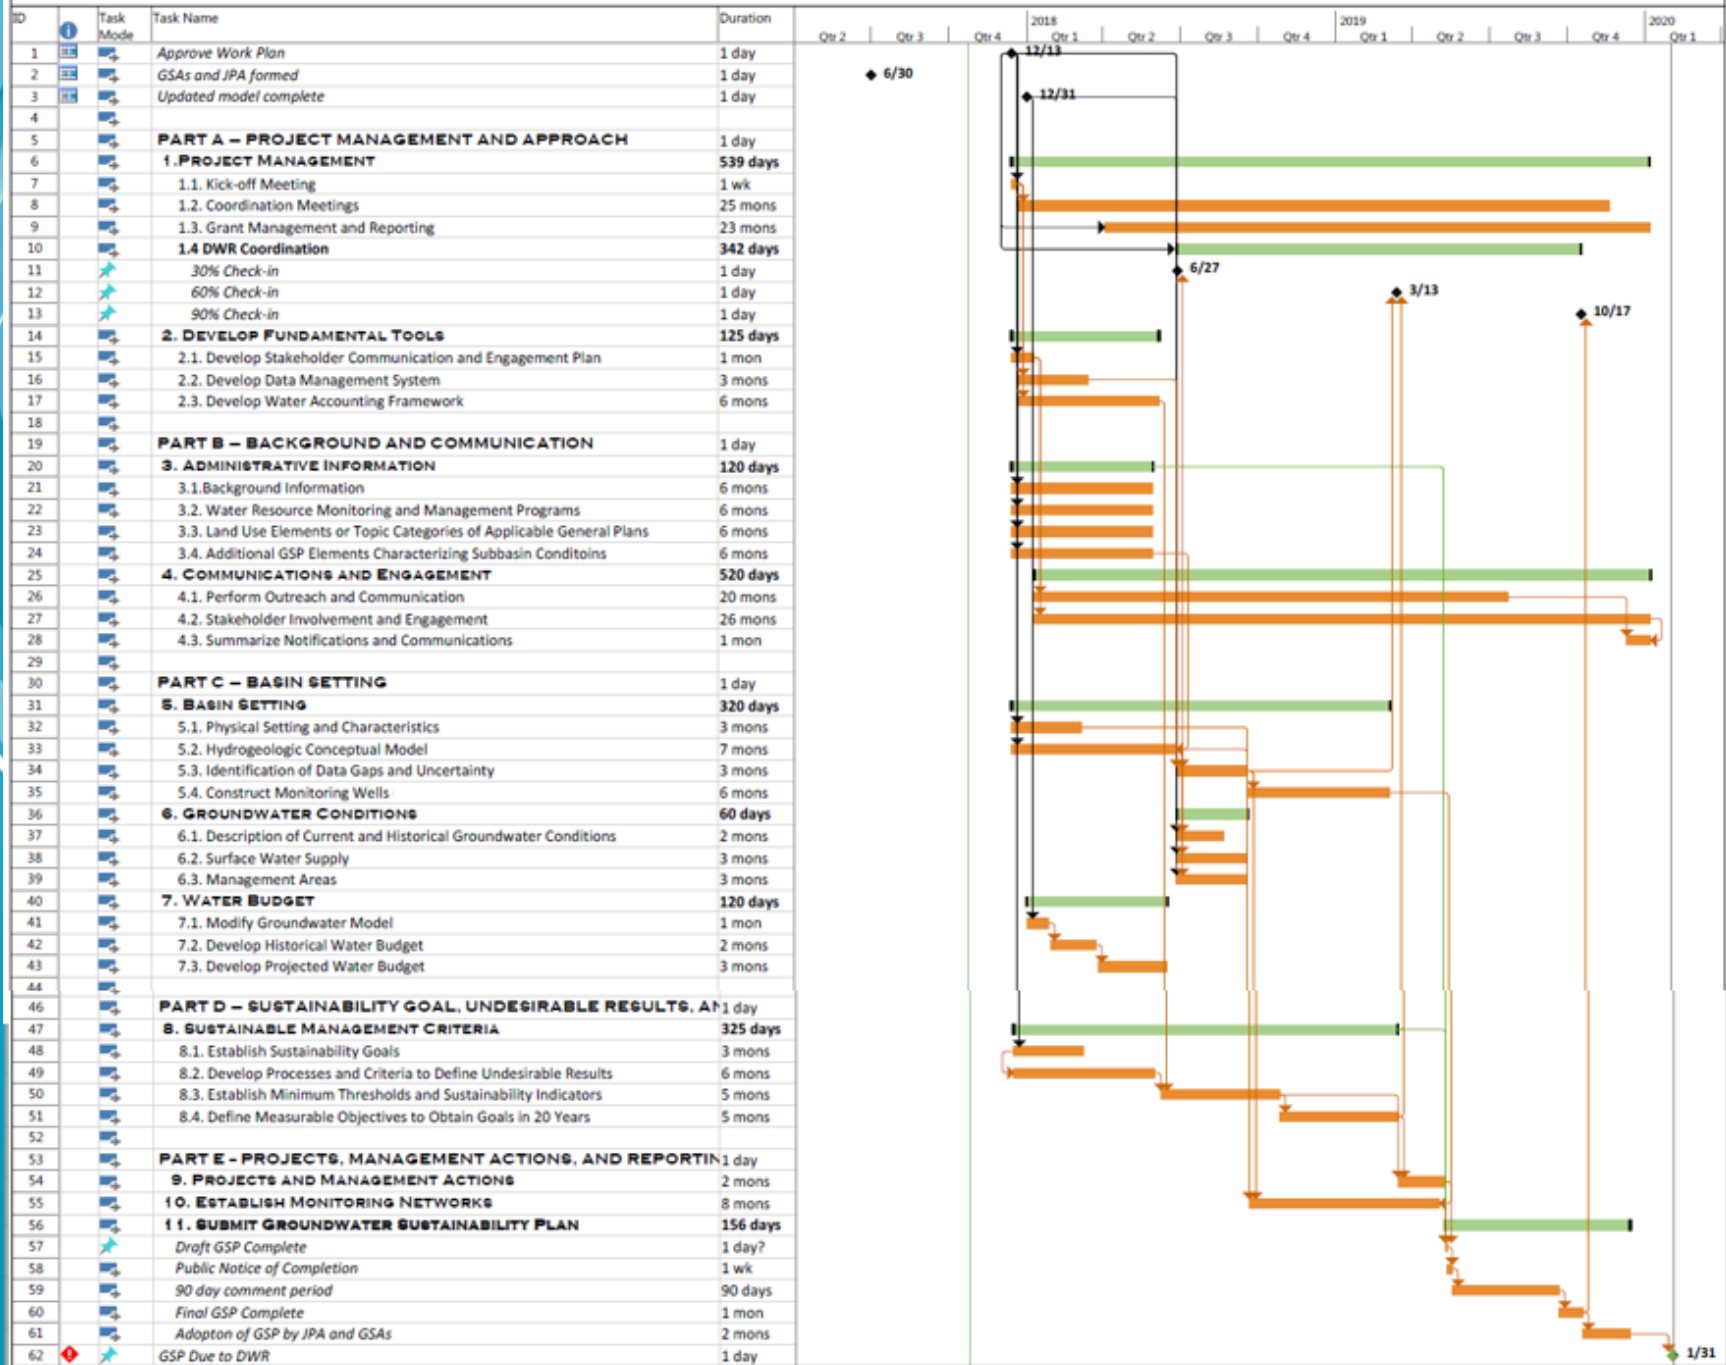 ID Task Mode Task Name Duration
2018 2019 2020
Qtr 2 Qtr 3 Qtr 4 Qtr 1 Qtr 2 Qtr 3 Qtr 4 Qtr 1 Qtr 2 Qtr 3 Qtr 4 Qtr 1
1 Approve Work Plan 1 day 12/13
2 GSAs and JPA formed 1 day 6/30
3 Updated model complete 1 day 12/31
4
5 PART A – PROJECT MANAGEMENT AND APPROACH 1 day
6 1.PROJECT MANAGEMENT 539 days
7 1.1. Kick-off Meeting 1 wk
8 1.2. Coordination Meetings 25 mons
9 1.3. Grant Management and Reporting 23 mons
10 1.4 DWR Coordination 342 days
11 30% Check-in 1 day 6/27
12 60% Check-in 1 day 3/13
13 90% Check-in 1 day 10/17
14 2. DEVELOP FUNDAMENTAL TOOLS 125 days
15 2.1. Develop Stakeholder Communication and Engagement Plan 1 mon
16 2.2. Develop Data Management System 3 mons
17 2.3. Develop Water Accounting Framework 6 mons
18
19 PART B – BACKGROUND AND COMMUNICATION 1 day
20 3. ADMINISTRATIVE INFORMATION 120 days
21 3.1.Background Information 6 mons
22 3.2. Water Resource Monitoring and Management Programs 6 mons
23 3.3. Land Use Elements or Topic Categories of Applicable General Plans 6 mons
24 3.4. Additional GSP Elements Characterizing Subbasin Conditoins 6 mons
25 4. COMMUNICATIONS AND ENGAGEMENT 520 days
26 4.1. Perform Outreach and Communication 20 mons
27 4.2. Stakeholder Involvement and Engagement 26 mons
28 4.3. Summarize Notifications and Communications 1 mon
29
30 PART C – BASIN SETTING 1 day
31 5. BASIN SETTING 320 days
32 5.1. Physical Setting and Characteristics 3 mons
33 5.2. Hydrogeologic Conceptual Model 7 mons
34 5.3. Identification of Data Gaps and Uncertainty 3 mons
35 5.4. Construct Monitoring Wells 6 mons
36 6. GROUNDWATER CONDITIONS 60 days
37 6.1. Description of Current and Historical Groundwater Conditions 2 mons
38 6.2. Surface Water Supply 3 mons
39 6.3. Management Areas 3 mons
40 7. WATER BUDGET 120 days
41 7.1. Modify Groundwater Model 1 mon
42 7.2. Develop Historical Water Budget 2 mons
43 7.3. Develop Projected Water Budget 3 mons
44
46 PART D – SUSTAINABILITY GOAL, UNDESIRABLE RESULTS, AN 1 day
47 8. SUSTAINABLE MANAGEMENT CRITERIA 325 days
48 8.1. Establish Sustainability Goals 3 mons
49 8.2. Develop Processes and Criteria to Define Undesirable Results 6 mons
50 8.3. Establish Minimum Thresholds and Sustainability Indicators 5 mons
51 8.4. Define Measurable Objectives to Obtain Goals in 20 Years 5 mons
52
53 PART E - PROJECTS, MANAGEMENT ACTIONS, AND REPORTIN 1 day
54 9. PROJECTS AND MANAGEMENT ACTIONS 2 mons
55 10. ESTABLISH MONITORING NETWORKS 8 mons
56 11. SUBMIT GROUNDWATER SUSTAINABILITY PLAN 156 days
57 Draft GSP Complete 1 day?
58 Public Notice of Completion 1 wk
59 90 day comment period 90 days
60 Final GSP Complete 1 mon
61 Adopton of GSP by JPA and GSAs 2 mons
62 GSP Due to DWR 1 day 1/31